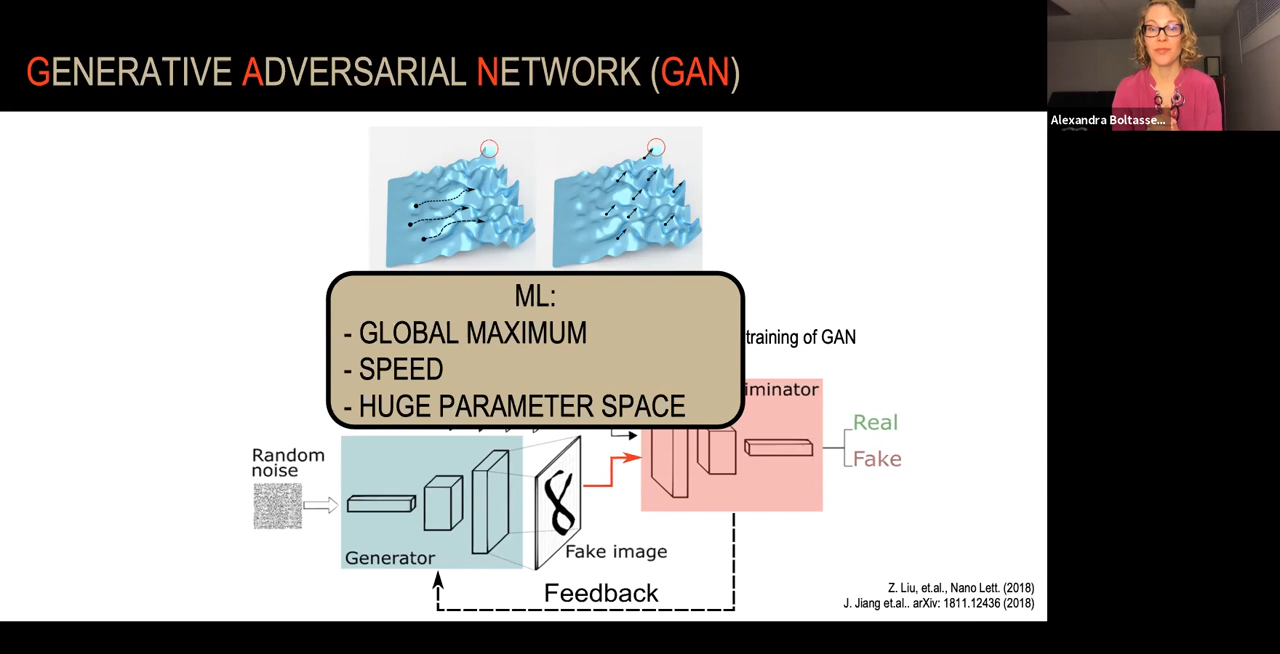 GENERATIVE ADVERSARIAL NETWORK (GAN)
Alexandra Boltasse...
ML:
- GLOBAL MAXIMUM
- SPEED
- HUGE PARAMETER SPACE
training of GAN
iminator
Real
Fake
Random
noise
8
Generator
Fake image
Feedback
Z. Liu, et.al., Nano Lett. (2018)
J. Jiang et.al.. arXiv: 1811.12436 (2018)